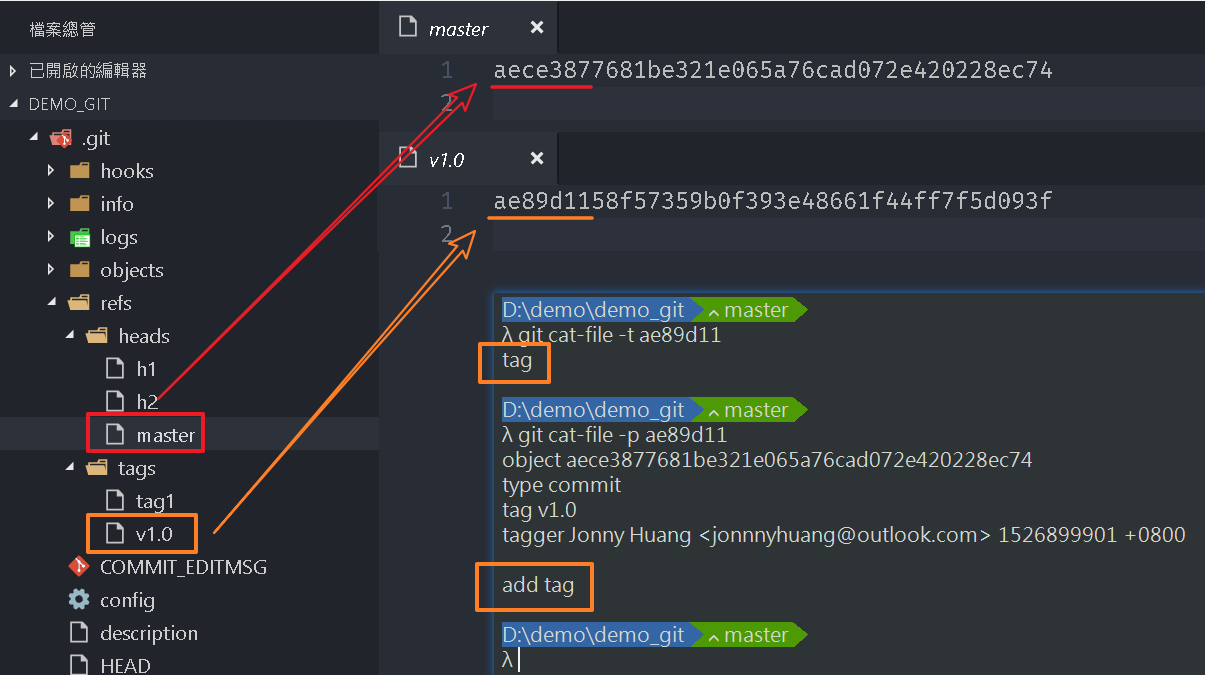 檔案總管
已開啟的編輯器
DEMO_GIT
.git
hooks
info
logs
objects
refs
heads
h1
h2
master
tags
tag1
v1.0
COMMIT_EDITMSG
config
description
HEAD
master
1 aece3877681be321e065a76cad072e420228ec74
2
v1.0
1 ae89d1158f57359b0f393e48661f44ff7f5d093f
2
D:\demo\demo_git master
λ git cat-file -t ae89d11
tag
D:\demo\demo_git master
λ git cat-file -p ae89d11
object aece3877681be321e065a76cad072e420228ec74
type commit
tag v1.0
tagger Jonny Huang <jonnnyhuang@outlook.com> 1526899901 +0800
add tag
D:\demo\demo_git master
λ